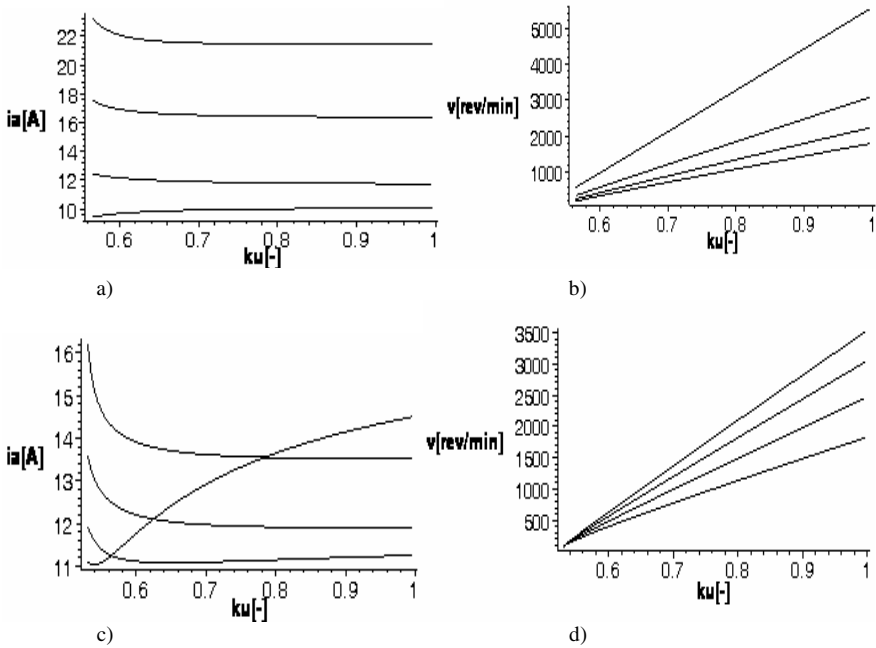 22
20
18
16
14
12
10
ia[A]
0.6 0.7 0.8 0.9 1
ku[-]
a)
5000
4000
3000
2000
1000
v[rev/min]
0.6 0.7 0.8 0.9 1
ku[-]
b)
16
15
14
13
12
11
ia[A]
0.6 0.7 0.8 0.9 1
ku[-]
c)
3500
3000
2500
2000
1500
1000
500
v[rev/min]
0.6 0.7 0.8 0.9 1
ku[-]
d)